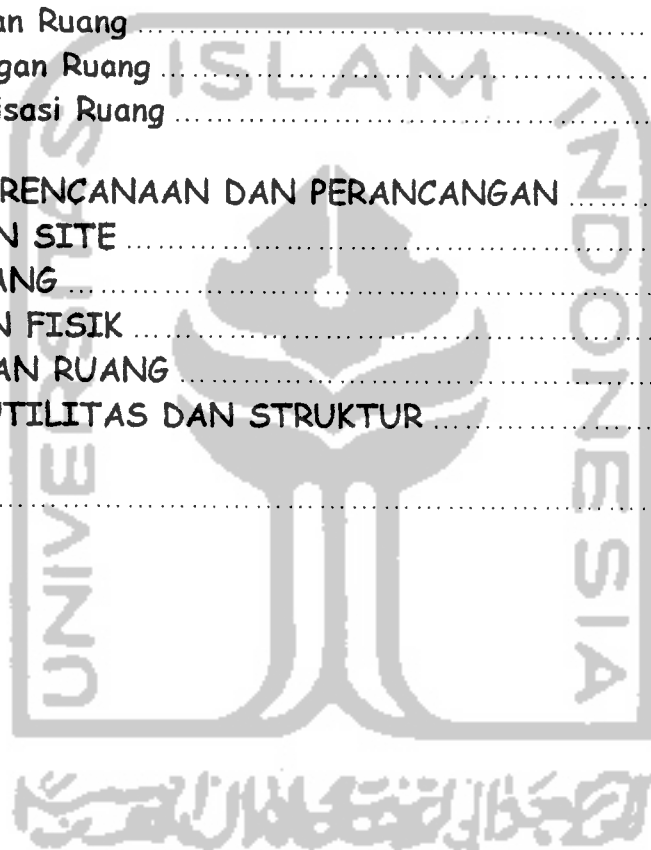 an Ruang ........................
gan Ruang ........................
isasi Ruang ........................
RENCANAAN DAN PERANCANGAN ........
N SITE ........................
ANG ........................
N FISIK ........................
AN RUANG ........................
UTILITAS DAN STRUKTUR ........................
........................
UNIVERSITAS
ISLAM
INDONESIA